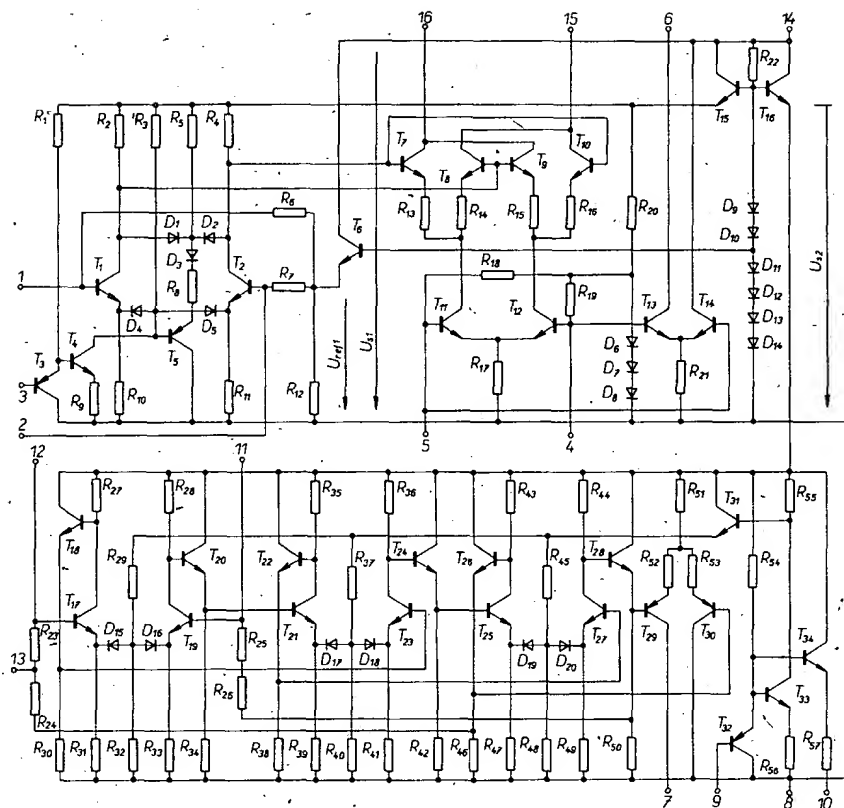 16 15 6 14
R1 R2 R3 R5 R4 R22
T7 T10 T15 T16
T8 T9
R6 R13 R14 R15 R16 R20 D9
D1 D2 T6 D10
D3
1 T1 T2 R7 R18 D11 Us2
R8 R19 D12
D4 D5 T11 T12 T13 T14 D13
T3 T4 T5 Uref1 Us1 D6 D14
3 R9 R10 R11 R12 R17 D7 R21
D8
2
12 11 5 4
R27 R28 R35 R36 R43 R44 R51 T31 R55
T18
R29 T20 T22 R37 T24 T26 R45 T28 R52 R53 R54
T17 D15 D16
R23 T19 R25 T21 D17 D18 T23 T25 D19 D20 T27 T29 T30 T34
13
R24 R26 T33
T32
R30 R31 R32 R33 R34 R38 R39 R40 R41 R42 R46 R47 R48 R49 R50 R56 R57
7 9 8 10